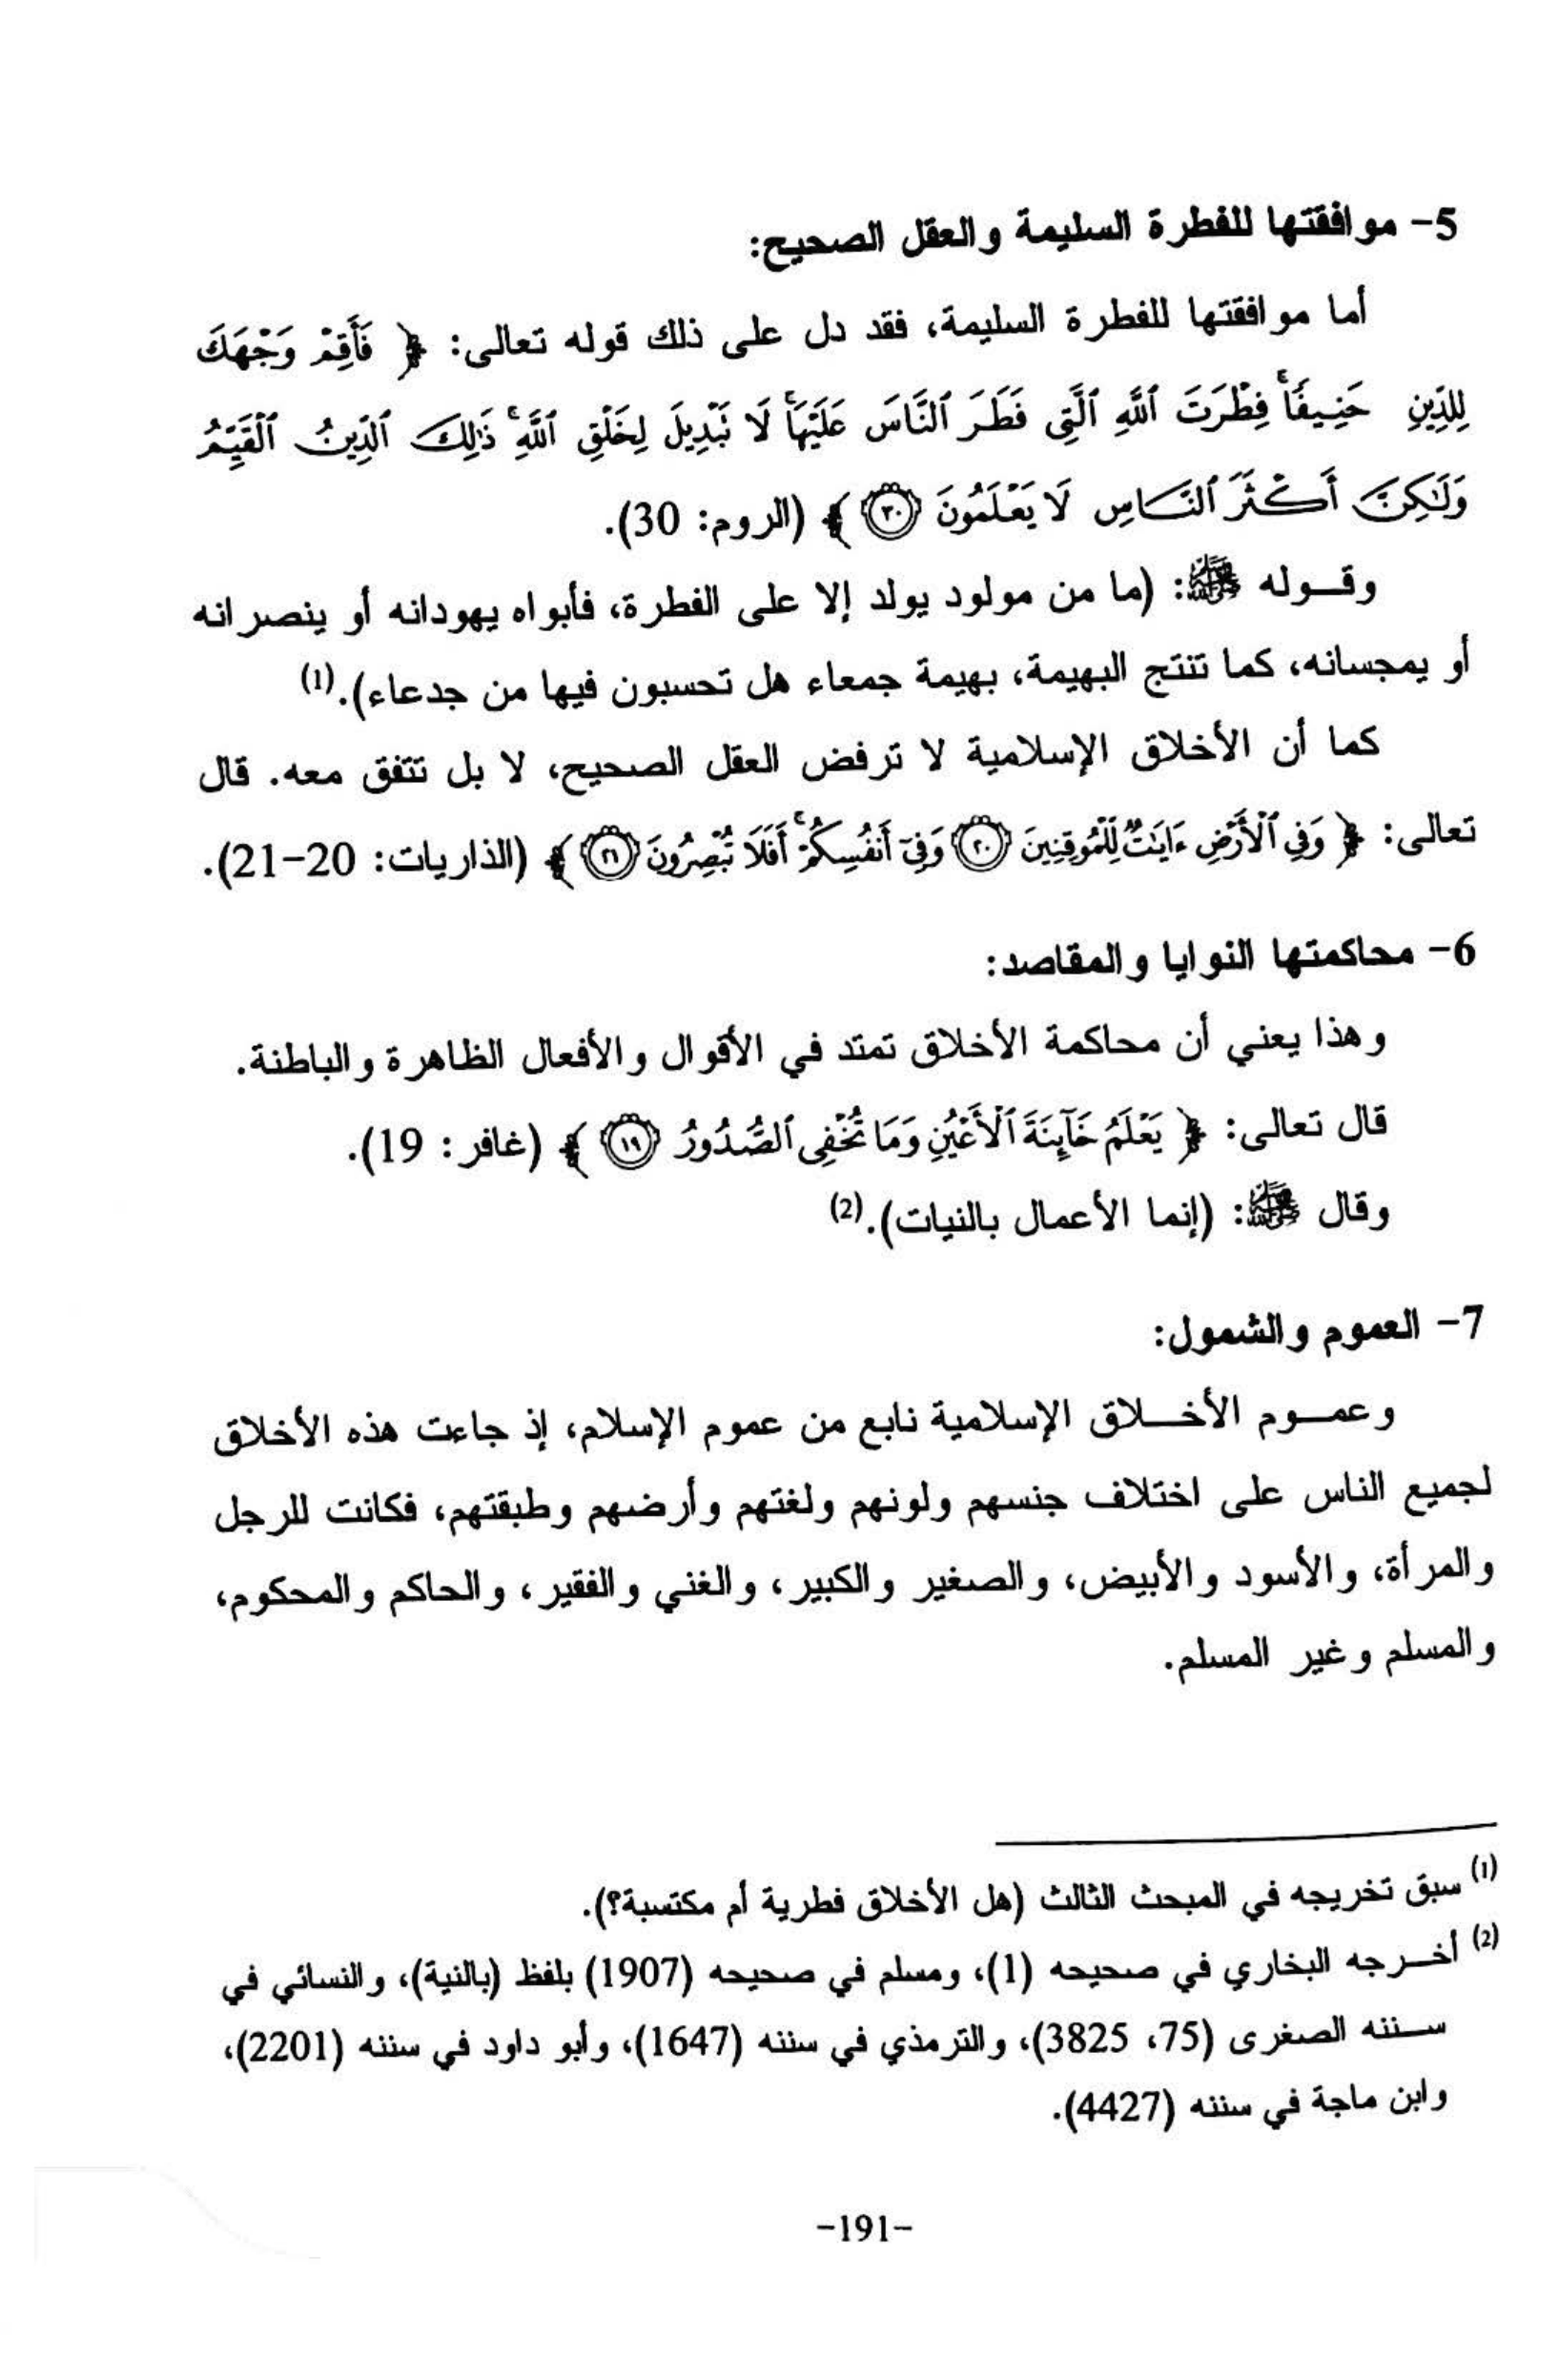 5- موافقتها للفطرة السليمة والعقل الصحيح:
أما موافقتها للفطرة السليمة، فقد دل على ذلك قوله تعالى: ﴿ فَأَقِمْ وَجْهَكَ
لِلدِّينِ حَنِيفًا ۚ فِطْرَتَ ٱللَّهِ ٱلَّتِى فَطَرَ ٱلنَّاسَ عَلَيْهَا ۚ لَا تَبْدِيلَ لِخَلْقِ ٱللَّهِ ۚ ذَٰلِكَ ٱلدِّينُ ٱلْقَيِّمُ
وَلَٰكِنَّ أَكْثَرَ ٱلنَّاسِ لَا يَعْلَمُونَ ٣٠ ﴾ (الروم: 30).
وقـــوله ﷺ: (ما من مولود يولد إلا على الفطرة، فأبواه يهودانه أو ينصرانه
أو يمجسانه، كما تنتج البهيمة، بهيمة جمعاء هل تحسبون فيها من جدعاء).(1)
كما أن الأخلاق الإسلامية لا ترفض العقل الصحيح، لا بل تتفق معه. قال
تعالى: ﴿ وَفِى ٱلْأَرْضِ ءَايَٰتٌ لِّلْمُوقِنِينَ ٢٠ وَفِىٓ أَنفُسِكُمْ ۚ أَفَلَا تُبْصِرُونَ ٢١ ﴾ (الذاريات: 20-21).
6- محاكمتها النوايا والمقاصد:
وهذا يعني أن محاكمة الأخلاق تمتد في الأقوال والأفعال الظاهرة والباطنة.
قال تعالى: ﴿ يَعْلَمُ خَآئِنَةَ ٱلْأَعْيُنِ وَمَا تُخْفِى ٱلصُّدُورُ ١٩ ﴾ (غافر: 19).
وقال ﷺ: (إنما الأعمال بالنيات).(2)
7- العموم والشمول:
وعمـــوم الأخـــلاق الإسلامية نابع من عموم الإسلام، إذ جاءت هذه الأخلاق
لجميع الناس على اختلاف جنسهم ولونهم ولغتهم وأرضهم وطبقتهم، فكانت للرجل
والمرأة، والأسود والأبيض، والصغير والكبير، والغني والفقير، والحاكم والمحكوم،
والمسلم وغير المسلم.
(1) سبق تخريجه في المبحث الثالث (هل الأخلاق فطرية أم مكتسبة؟).
(2) أخـــرجه البخاري في صحيحه (1)، ومسلم في صحيحه (1907) بلفظ (بالنية)، والنسائي في
ســـننه الصغرى (75، 3825)، والترمذي في سننه (1647)، وأبو داود في سننه (2201)،
وابن ماجة في سننه (4427).
-191-